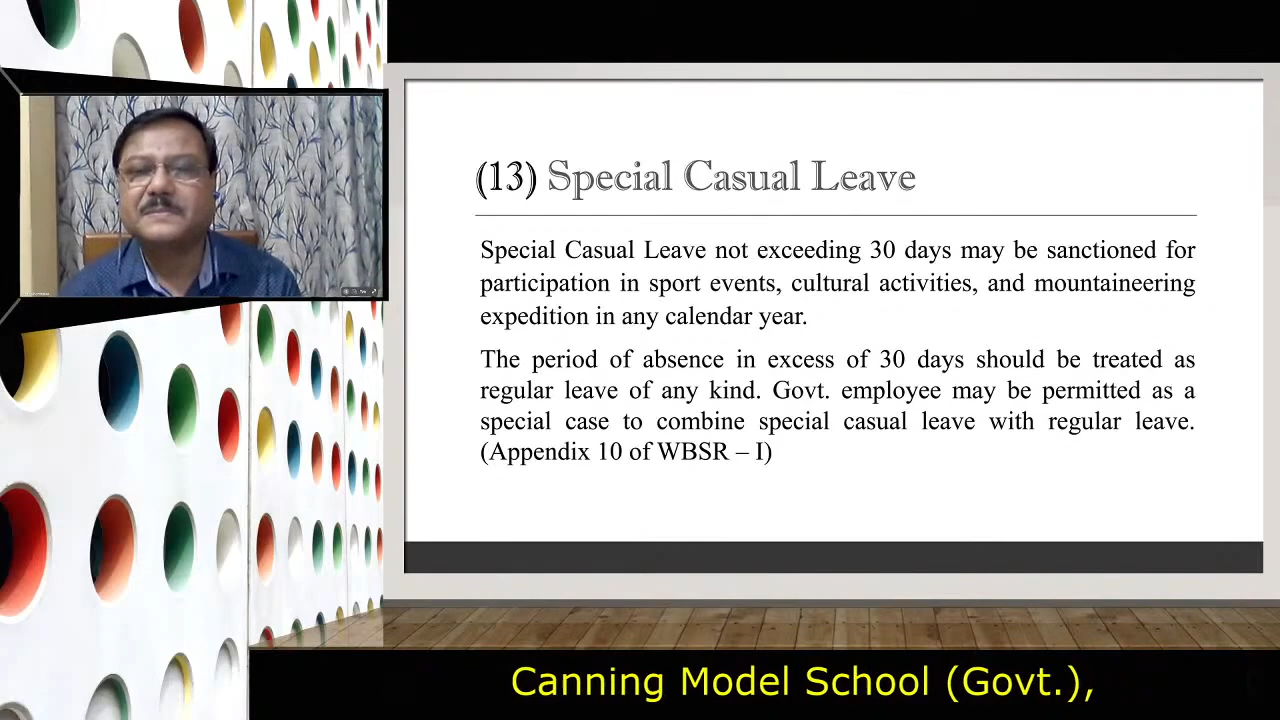 (13) Special Casual Leave
Special Casual Leave not exceeding 30 days may be sanctioned for
participation in sport events, cultural activities, and mountaineering
expedition in any calendar year.
The period of absence in excess of 30 days should be treated as
regular leave of any kind. Govt. employee may be permitted as a
special case to combine special casual leave with regular leave.
(Appendix 10 of WBSR – I)
Canning Model School (Govt.),